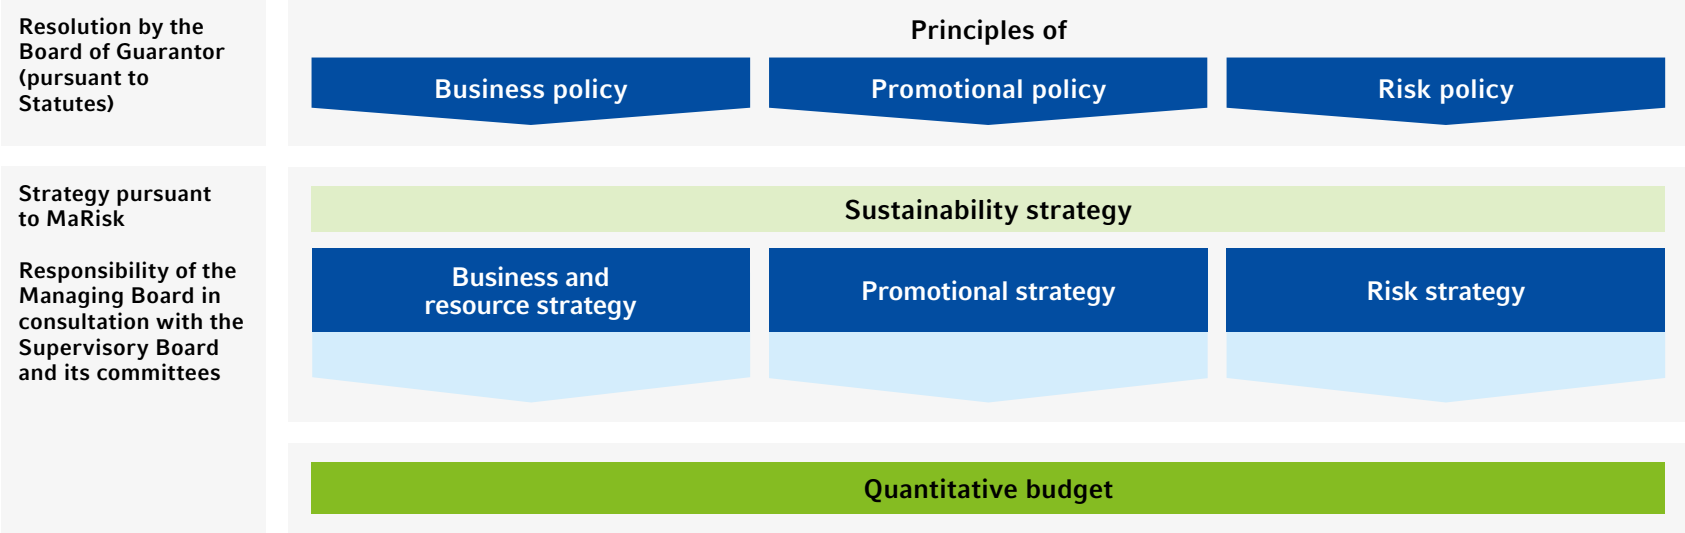 Resolution by the
Board of Guarantor
(pursuant to
Statutes)
Principles of
Business policy
Promotional policy
Risk policy
Strategy pursuant
to MaRisk
Responsibility of the
Managing Board in
consultation with the
Supervisory Board
and its committees
Sustainability strategy
Business and
resource strategy
Promotional strategy
Risk strategy
Quantitative budget